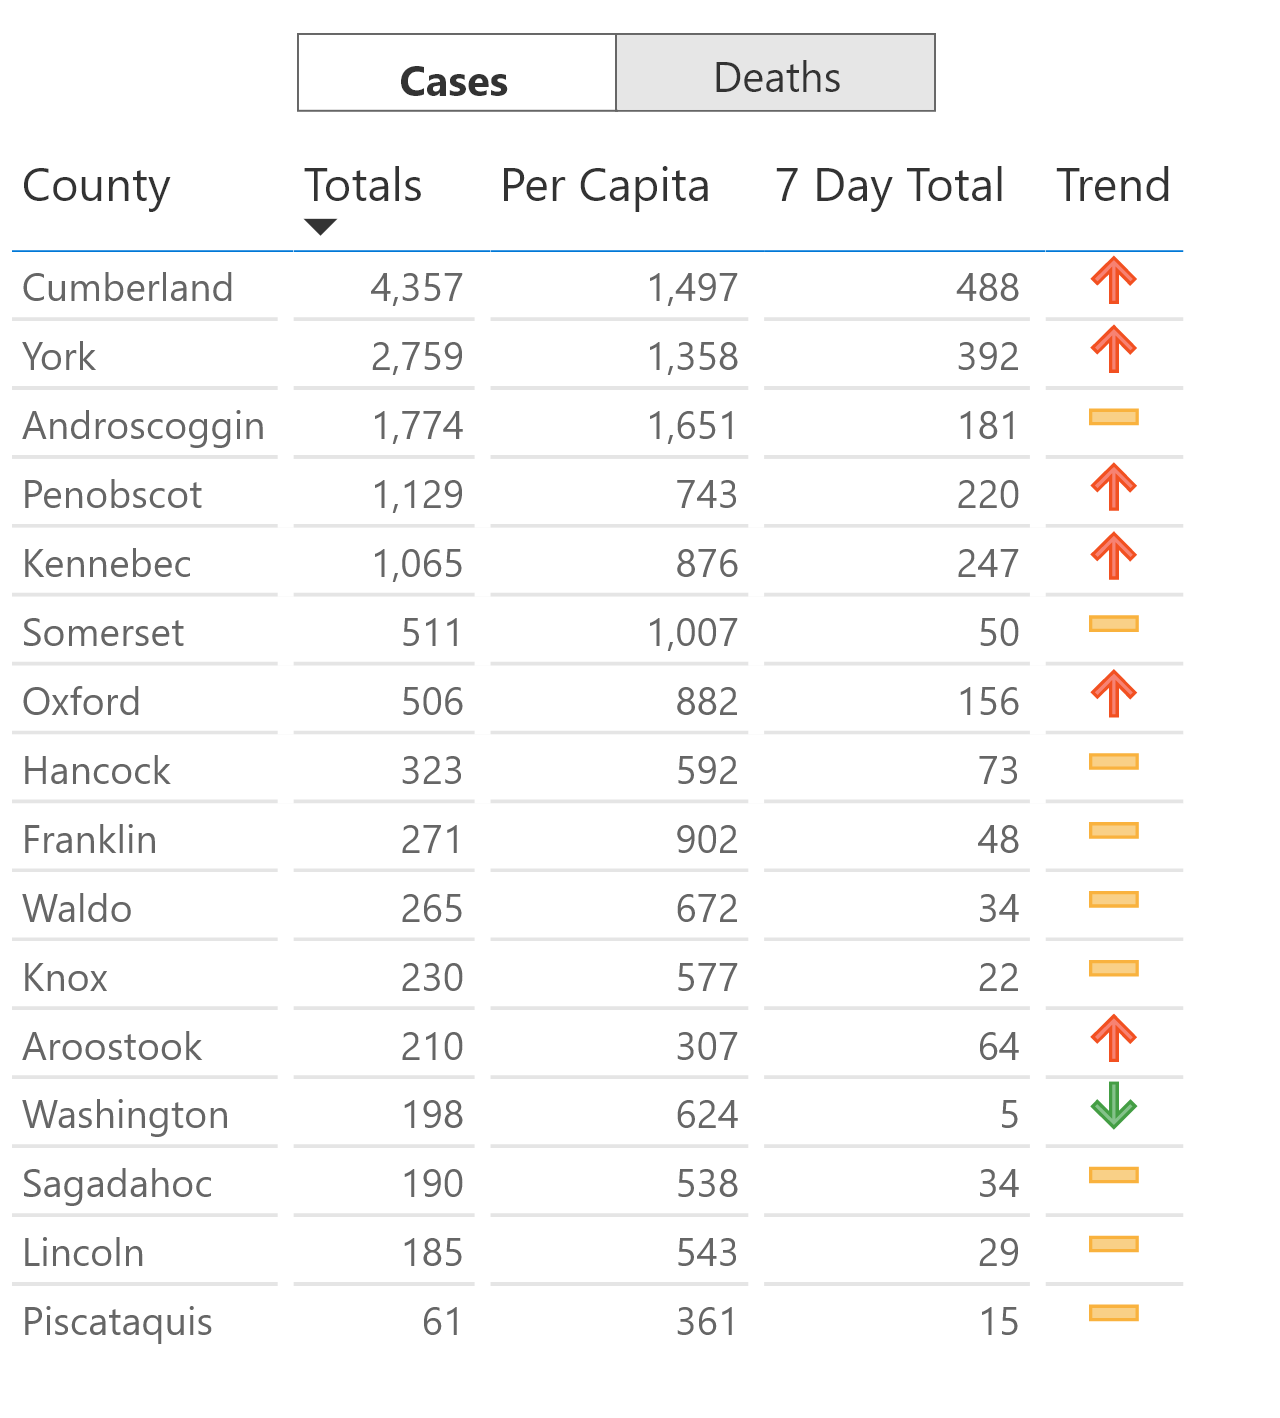 Cases Deaths
County Totals Per Capita 7 Day Total Trend
Cumberland 4,357 1,497 488
York 2,759 1,358 392
Androscoggin 1,774 1,651 181
Penobscot 1,129 743 220
Kennebec 1,065 876 247
Somerset 511 1,007 50
Oxford 506 882 156
Hancock 323 592 73
Franklin 271 902 48
Waldo 265 672 34
Knox 230 577 22
Aroostook 210 307 64
Washington 198 624 5
Sagadahoc 190 538 34
Lincoln 185 543 29
Piscataquis 61 361 15